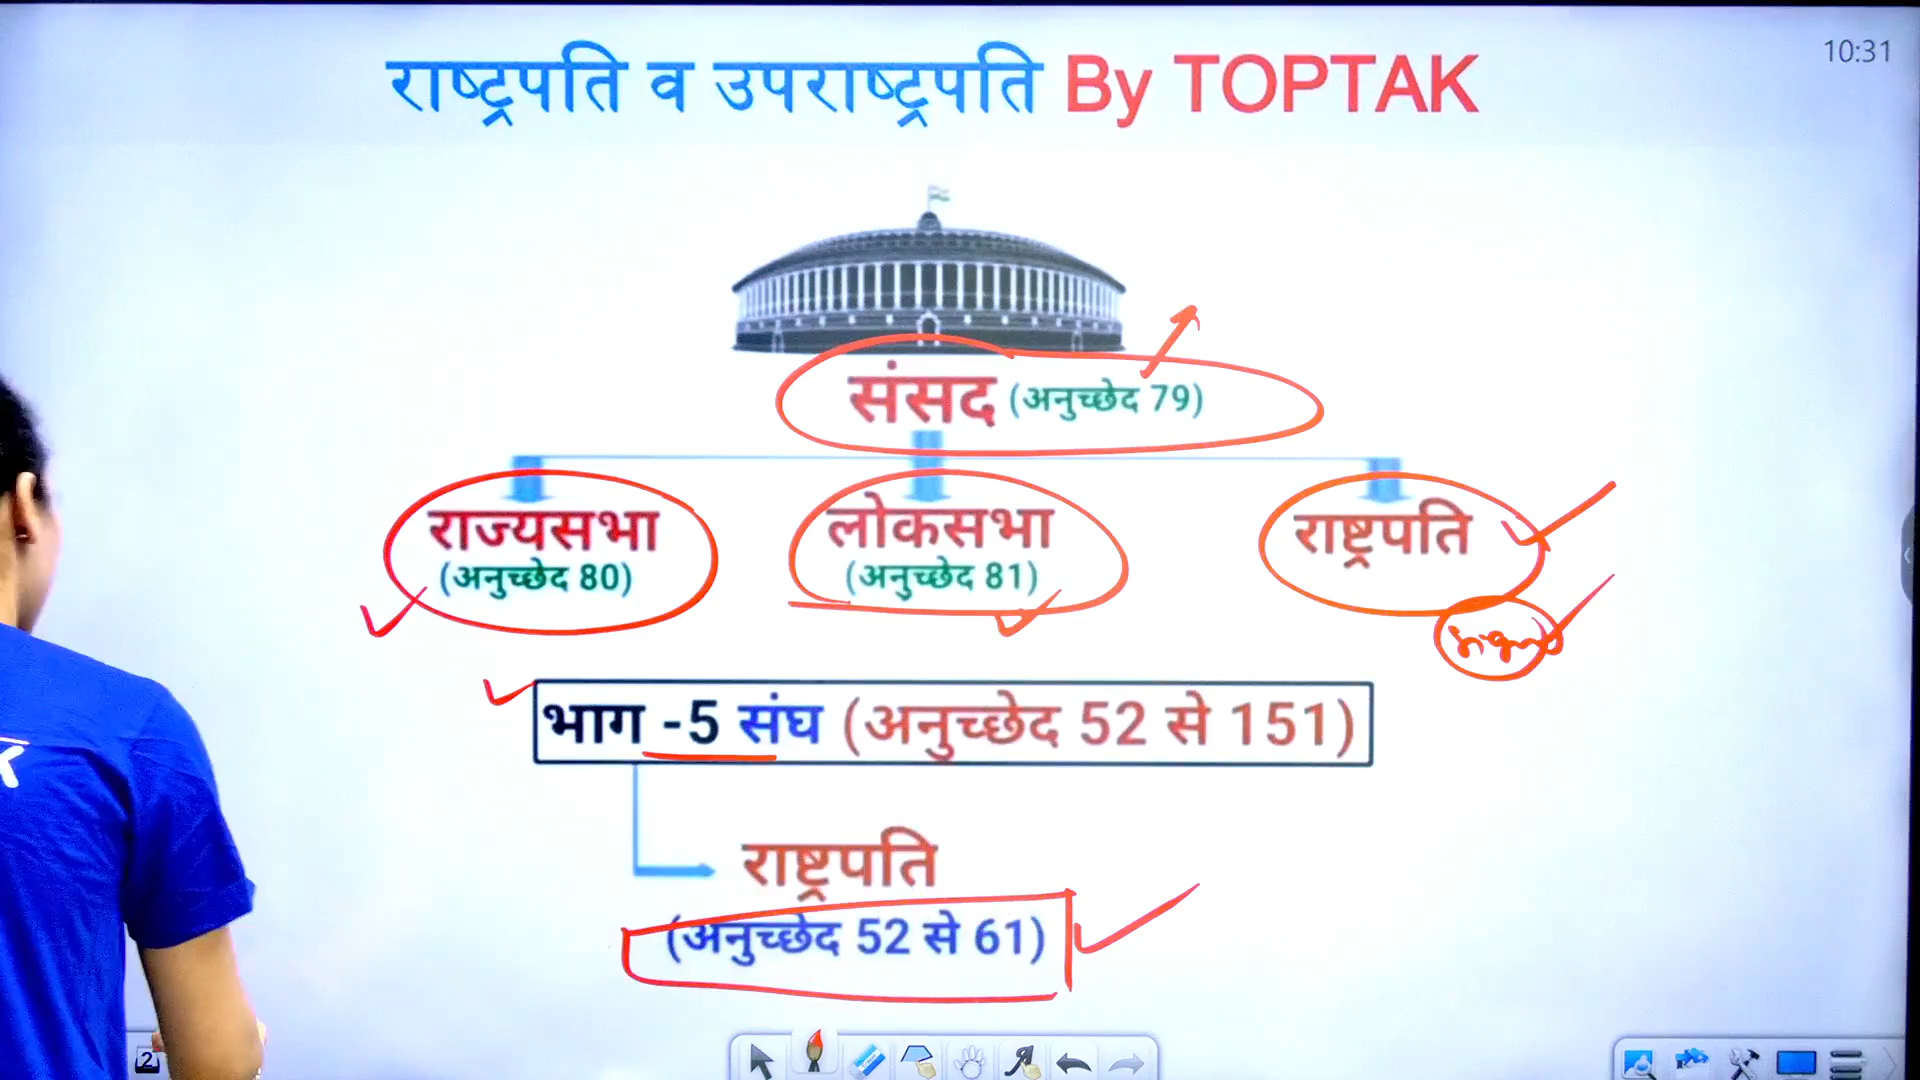 राष्ट्रपति व उपराष्ट्रपति By TOPTAK
10:31
संसद (अनुच्छेद 79)
राज्यसभा लोकसभा राष्ट्रपति
(अनुच्छेद 80) (अनुच्छेद 81)
भाग -5 संघ (अनुच्छेद 52 से 151)
राष्ट्रपति
(अनुच्छेद 52 से 61)
2